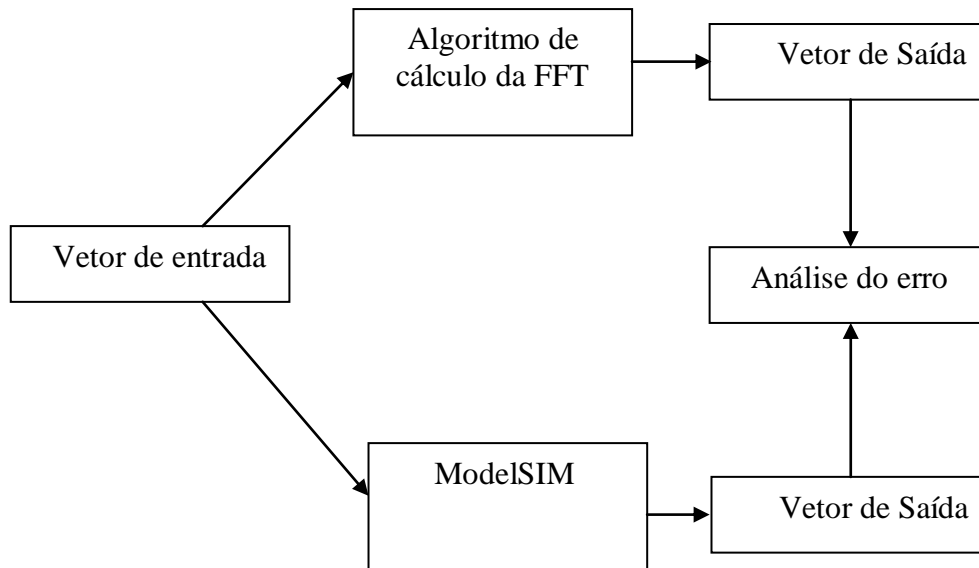 Algoritmo de
cálculo da FFT
Vetor de Saída
Vetor de entrada
Análise do erro
ModelSIM
Vetor de Saída